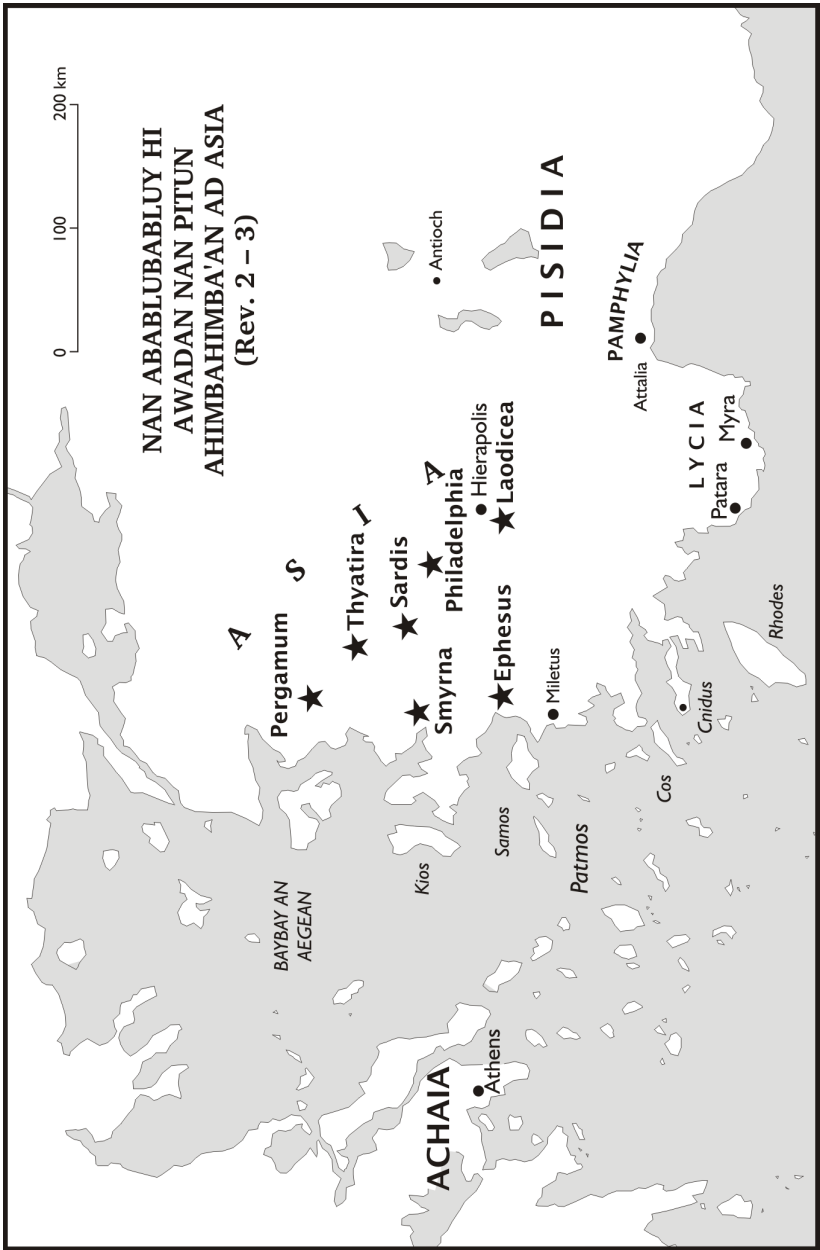 NAN ABABLUBABLUY HI
AWADAN NAN PITUN
AHIMBAHIMBA'AN AD ASIA
(Rev. 2 – 3)
0 100 200 km
A S I A
Pergamum
Thyatira
Sardis
Smyrna
Philadelphia
Antioch
Hierapolis
Laodicea
Ephesus
Miletus
PISIDIA
PAMPHYLIA
Attalia
LYCIA
Patara
Myra
BAYBAY AN
AEGEAN
Kios
Samos
Patmos
Cos
Cnidus
Rhodes
ACHAIA
Athens